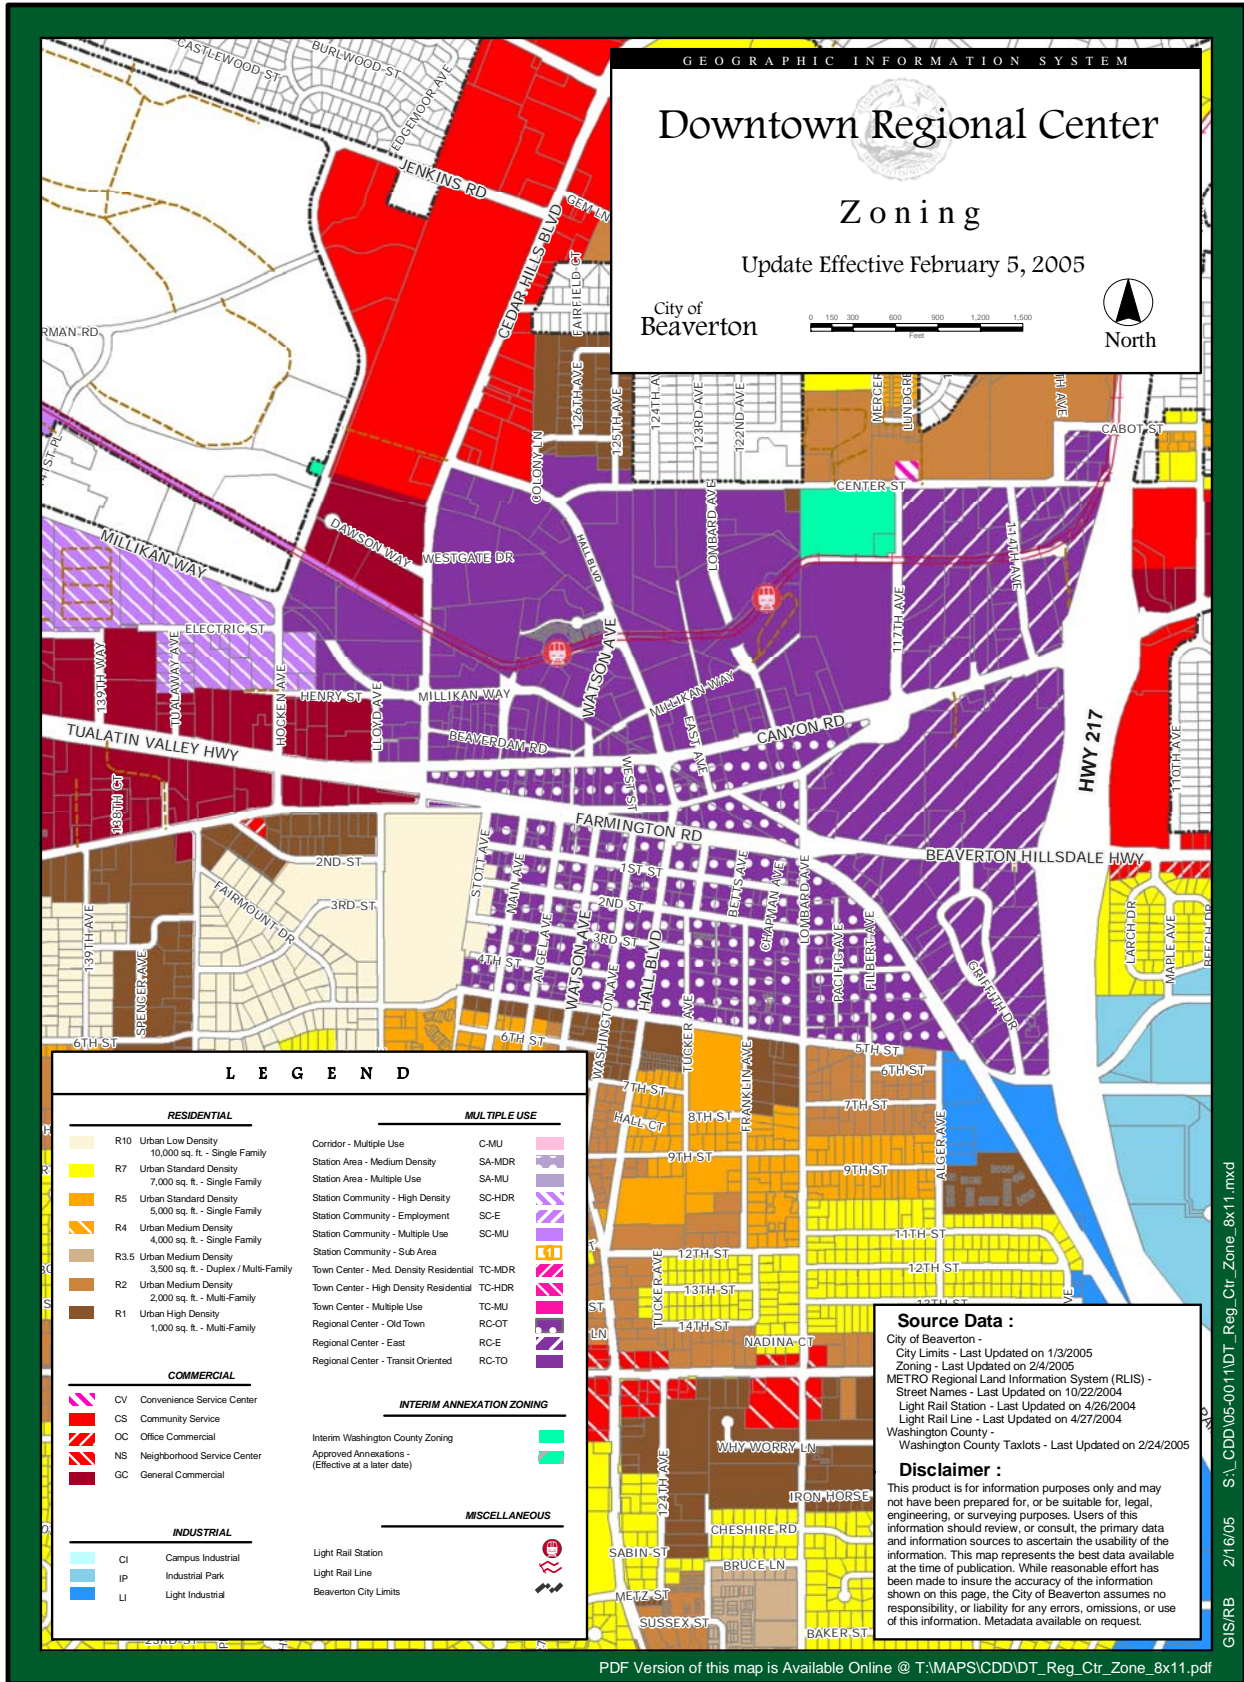 GEOGRAPHIC INFORMATION SYSTEM
Downtown Regional Center
Zoning
Update Effective February 5, 2005
City of
Beaverton
0 150 300 600 900 1,200 1,500
Feet
North
CASTLEWOOD ST
BURLWOOD ST
EDGEMOOR AVE
JENKINS RD
GEM LN
CEDAR HILLS BLVD
FAIRFIELD CT
RMAN RD
126TH AVE
125TH AVE
124TH AV
123RD AVE
122ND AVE
MERCER
LUNDGRE
TH AVE
CABOT ST
COLONY LN
41ST PL
CENTER ST
MILLIKAN WAY
DAWSON WAY
WESTGATE DR
HALL BLVD
LOMBARD AVE
114TH AVE
117TH AVE
ELECTRIC ST
139TH WAY
TUALAWAY AVE
HOCKEN AVE
HENRY ST
LLOYD AVE
MILLIKAN WAY
WATSON AVE
MILLIKAN WAY
EAST AVE
CANYON RD
TUALATIN VALLEY HWY
BEAVERDAM RD
WEST ST
HWY 217
110TH AVE
138TH CT
FARMINGTON RD
BEAVERTON HILLSDALE HWY
2ND ST
STOTT AVE
MAIN AVE
1ST ST
BETTS AVE
CHAPMAN AVE
LOMBARD AVE
FAIRMOUNT DR
3RD ST
2ND ST
139TH AVE
ANGEL AVE
WATSON AVE
3RD ST
HALL BLVD
PACIFIC AVE
FILBERT AVE
LARCH DR
MAPLE AVE
BEECH DR
SPENCER AVE
4TH ST
GRIFFITH DR
6TH ST
6TH ST
WASHINGTON AVE
TUCKER AVE
FRANKLIN AVE
5TH ST
6TH ST
7TH ST
7TH ST
HALL CT
8TH ST
9TH ST
9TH ST
ALGER AVE
11TH ST
12TH ST
12TH ST
TUCKER AVE
13TH ST
13TH ST
14TH ST
ST
LN
NADINA CT
WHY WORRY LN
124TH AVE
IRON HORSE
CHESHIRE RD
SABIN ST
BRUCE LN
METZ ST
SUSSEX ST
BAKER ST
23RD ST
LEGEND
RESIDENTIAL
R10 Urban Low Density
10,000 sq. ft. - Single Family
R7 Urban Standard Density
7,000 sq. ft. - Single Family
R5 Urban Standard Density
5,000 sq. ft. - Single Family
R4 Urban Medium Density
4,000 sq. ft. - Single Family
R3.5 Urban Medium Density
3,500 sq. ft. - Duplex / Multi-Family
R2 Urban Medium Density
2,000 sq. ft. - Multi-Family
R1 Urban High Density
1,000 sq. ft. - Multi-Family
COMMERCIAL
CV Convenience Service Center
CS Community Service
OC Office Commercial
NS Neighborhood Service Center
GC General Commercial
INDUSTRIAL
CI Campus Industrial
IP Industrial Park
LI Light Industrial
MULTIPLE USE
Corridor - Multiple Use C-MU
Station Area - Medium Density SA-MDR
Station Area - Multiple Use SA-MU
Station Community - High Density SC-HDR
Station Community - Employment SC-E
Station Community - Multiple Use SC-MU
Station Community - Sub Area 1
Town Center - Med. Density Residential TC-MDR
Town Center - High Density Residential TC-HDR
Town Center - Multiple Use TC-MU
Regional Center - Old Town RC-OT
Regional Center - East RC-E
Regional Center - Transit Oriented RC-TO
INTERIM ANNEXATION ZONING
Interim Washington County Zoning
Approved Annexations -
(Effective at a later date)
MISCELLANEOUS
Light Rail Station
Light Rail Line
Beaverton City Limits
Source Data :
City of Beaverton -
City Limits - Last Updated on 1/3/2005
Zoning - Last Updated on 2/4/2005
METRO Regional Land Information System (RLIS) -
Street Names - Last Updated on 10/22/2004
Light Rail Station - Last Updated on 4/26/2004
Light Rail Line - Last Updated on 4/27/2004
Washington County -
Washington County Taxlots - Last Updated on 2/24/2005
Disclaimer :
This product is for information purposes only and may
not have been prepared for, or be suitable for, legal,
engineering, or surveying purposes. Users of this
information should review, or consult, the primary data
and information sources to ascertain the usability of the
information. This map represents the best data available
at the time of publication. While reasonable effort has
been made to insure the accuracy of the information
shown on this page, the City of Beaverton assumes no
responsibility, or liability for any errors, omissions, or use
of this information. Metadata available on request.
GIS/RB 2/16/05 S:\_CDD\05-0011\DT_Reg_Ctr_Zone_8x11.mxd
PDF Version of this map is Available Online @ T:\MAPS\CDD\DT_Reg_Ctr_Zone_8x11.pdf